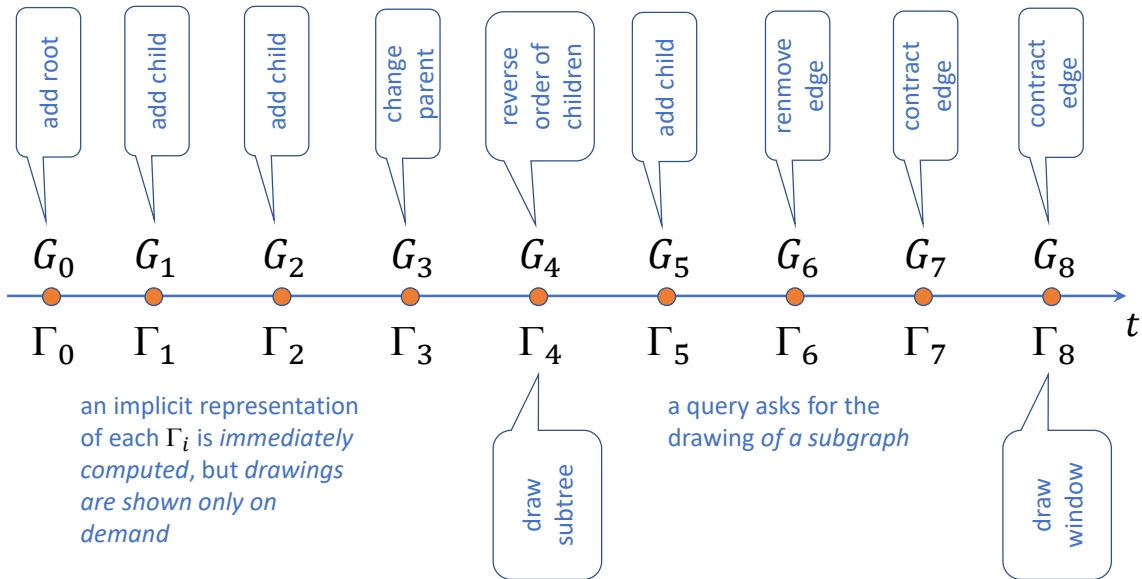 add root
add child
add child
change
parent
reverse
order of
children
add child
renmove
edge
contract
edge
contract
edge
G₀ G₁ G₂ G₃ G₄ G₅ G₆ G₇ G₈
t
Γ₀ Γ₁ Γ₂ Γ₃ Γ₄ Γ₅ Γ₆ Γ₇ Γ₈
an implicit representation
of each Γᵢ is immediately
computed, but drawings
are shown only on
demand
draw
subtree
a query asks for the
drawing of a subgraph
draw
window